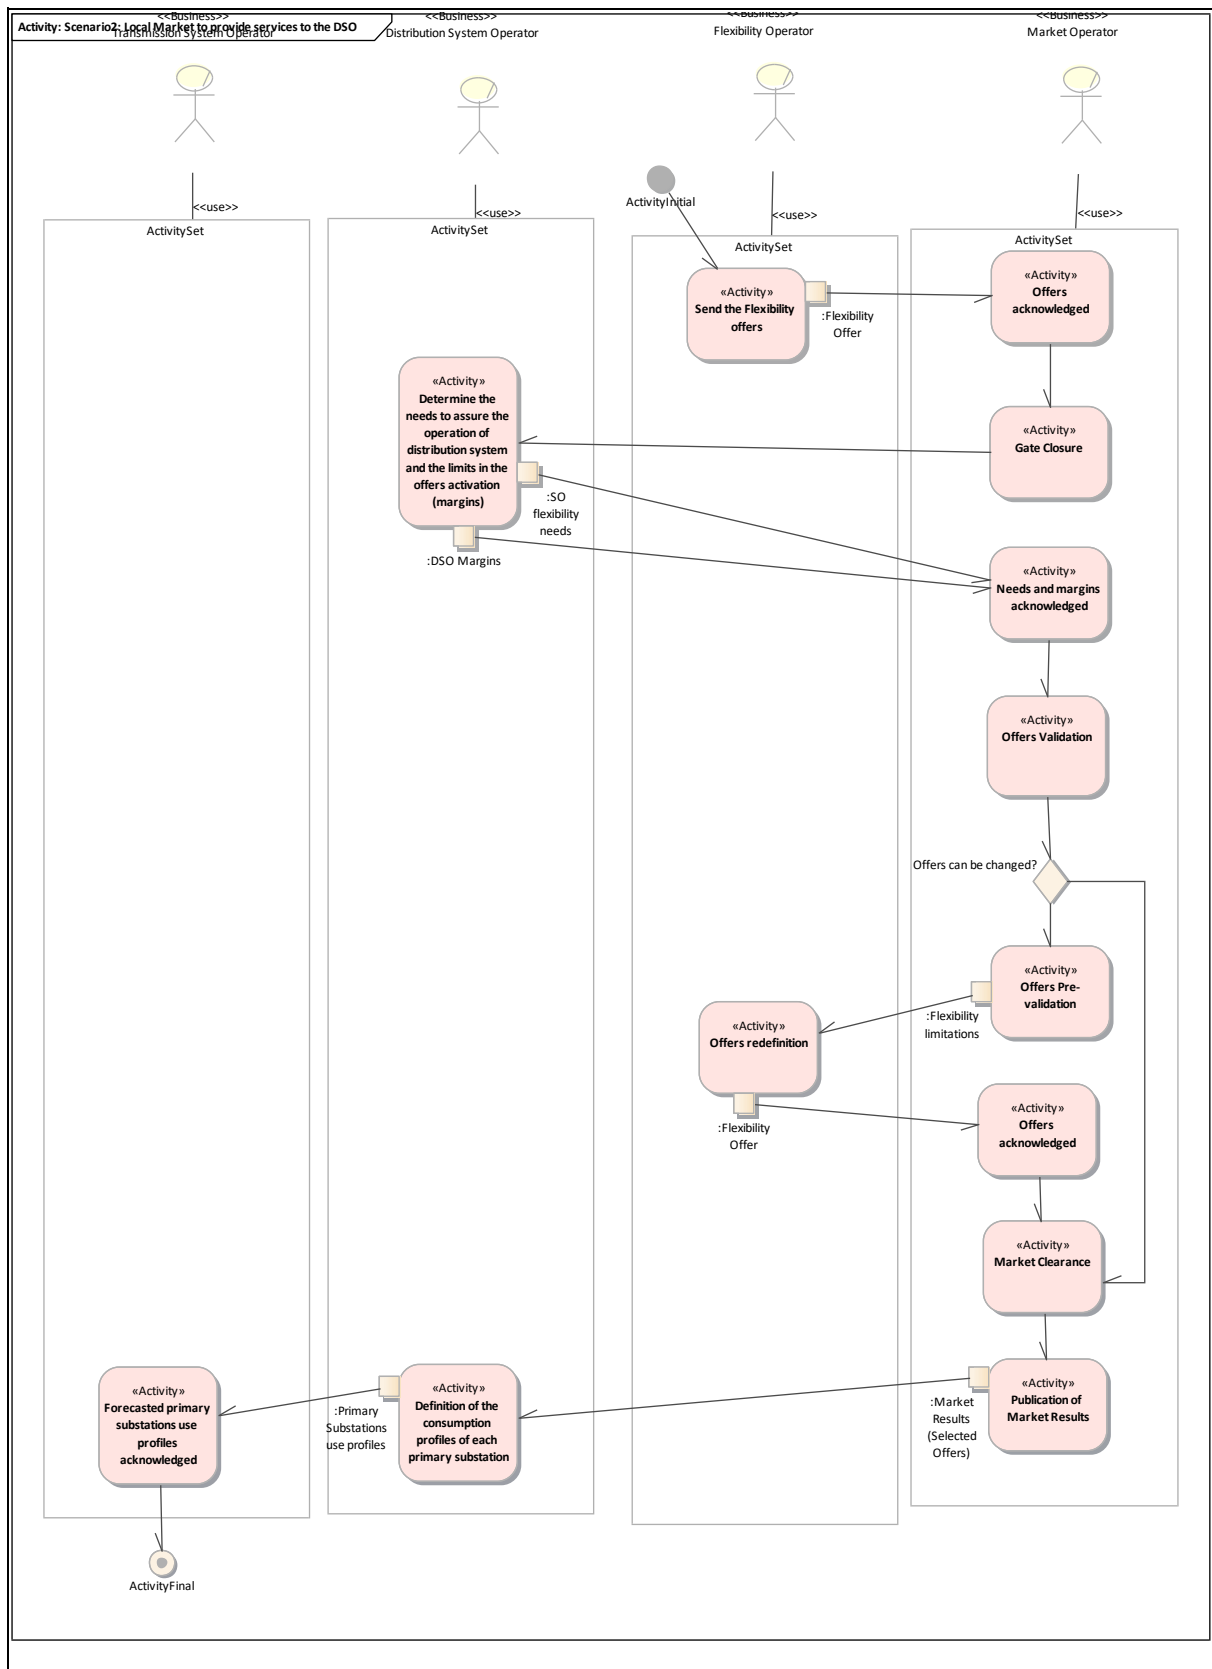 Activity: Scenario2: Local Market to provide services to the DSO
<<Business>>
Transmission System Operator
<<Business>>
Distribution System Operator
<<Business>>
Flexibility Operator
<<Business>>
Market Operator
ActivityInitial
<<use>>
<<use>>
<<use>>
<<use>>
ActivitySet
ActivitySet
ActivitySet
ActivitySet
«Activity»
Send the Flexibility
offers
:Flexibility
Offer
«Activity»
Offers
acknowledged
«Activity»
Determine the
needs to assure the
operation of
distribution system
and the limits in the
offers activation
(margins)
«Activity»
Gate Closure
:SO
flexibility
needs
:DSO Margins
«Activity»
Needs and margins
acknowledged
«Activity»
Offers Validation
Offers can be changed?
«Activity»
Offers Pre-
validation
:Flexibility
limitations
«Activity»
Offers redefinition
:Flexibility
Offer
«Activity»
Offers
acknowledged
«Activity»
Market Clearance
«Activity»
Publication of
Market Results
:Market
Results
(Selected
Offers)
«Activity»
Definition of the
consumption
profiles of each
primary substation
:Primary
Substations
use profiles
«Activity»
Forecasted primary
substations use
profiles
acknowledged
ActivityFinal